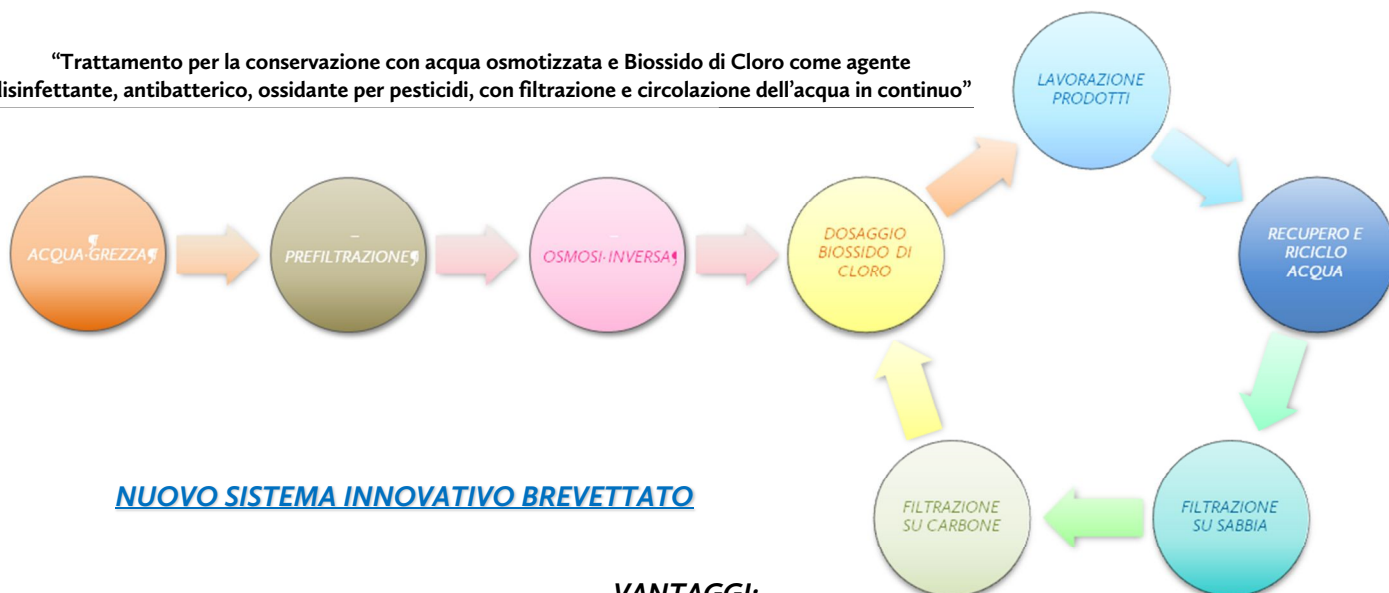 “Trattamento per la conservazione con acqua osmotizzata e Biossido di Cloro come agente
disinfettante, antibatterico, ossidante per pesticidi, con filtrazione e circolazione dell’acqua in continuo”
LAVORAZIONE
PRODOTTI
ACQUA·GREZZA¶
PREFILTRAZIONE¶
OSMOSI·INVERSA¶
DOSAGGIO
BIOSSIDO DI
CLORO
RECUPERO E
RICICLO
ACQUA
NUOVO SISTEMA INNOVATIVO BREVETTATO
FILTRAZIONE
SU CARBONE
FILTRAZIONE
SU SABBIA
VANTAGGI: